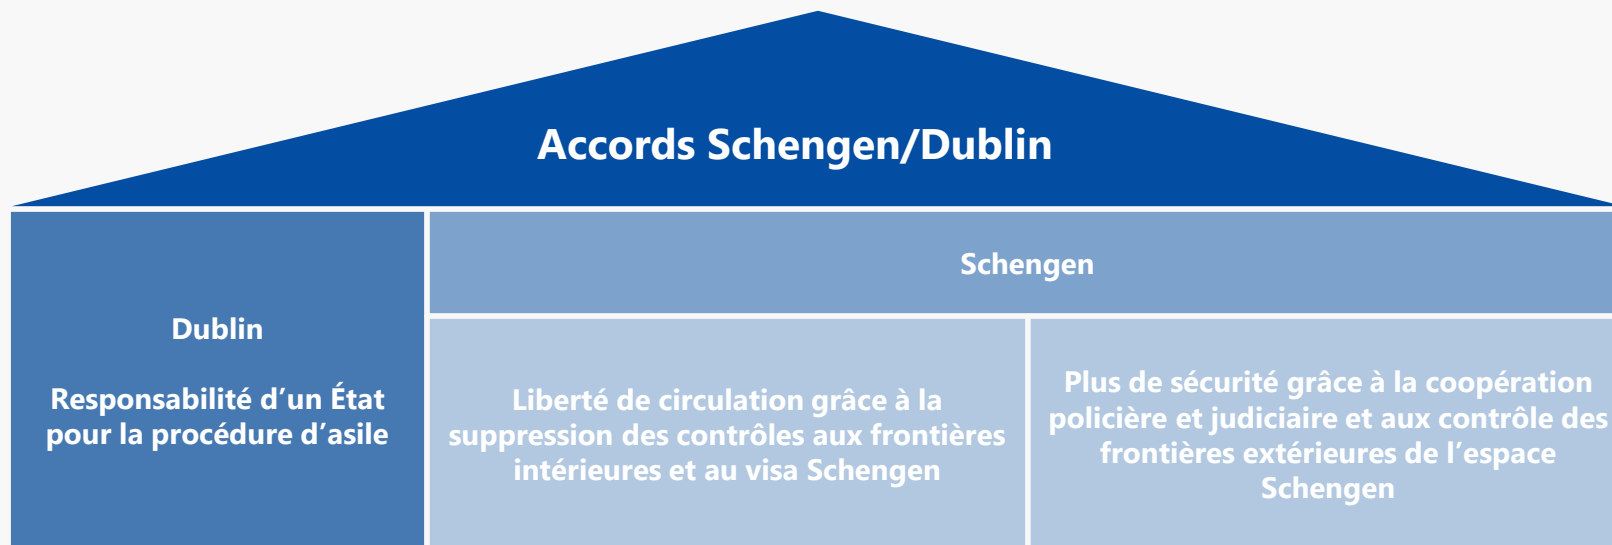 Accords Schengen/Dublin
Dublin
Responsabilité d’un État
pour la procédure d’asile
Schengen
Liberté de circulation grâce à la
suppression des contrôles aux frontières
intérieures et au visa Schengen
Plus de sécurité grâce à la coopération
policière et judiciaire et aux contrôle des
frontières extérieures de l’espace
Schengen